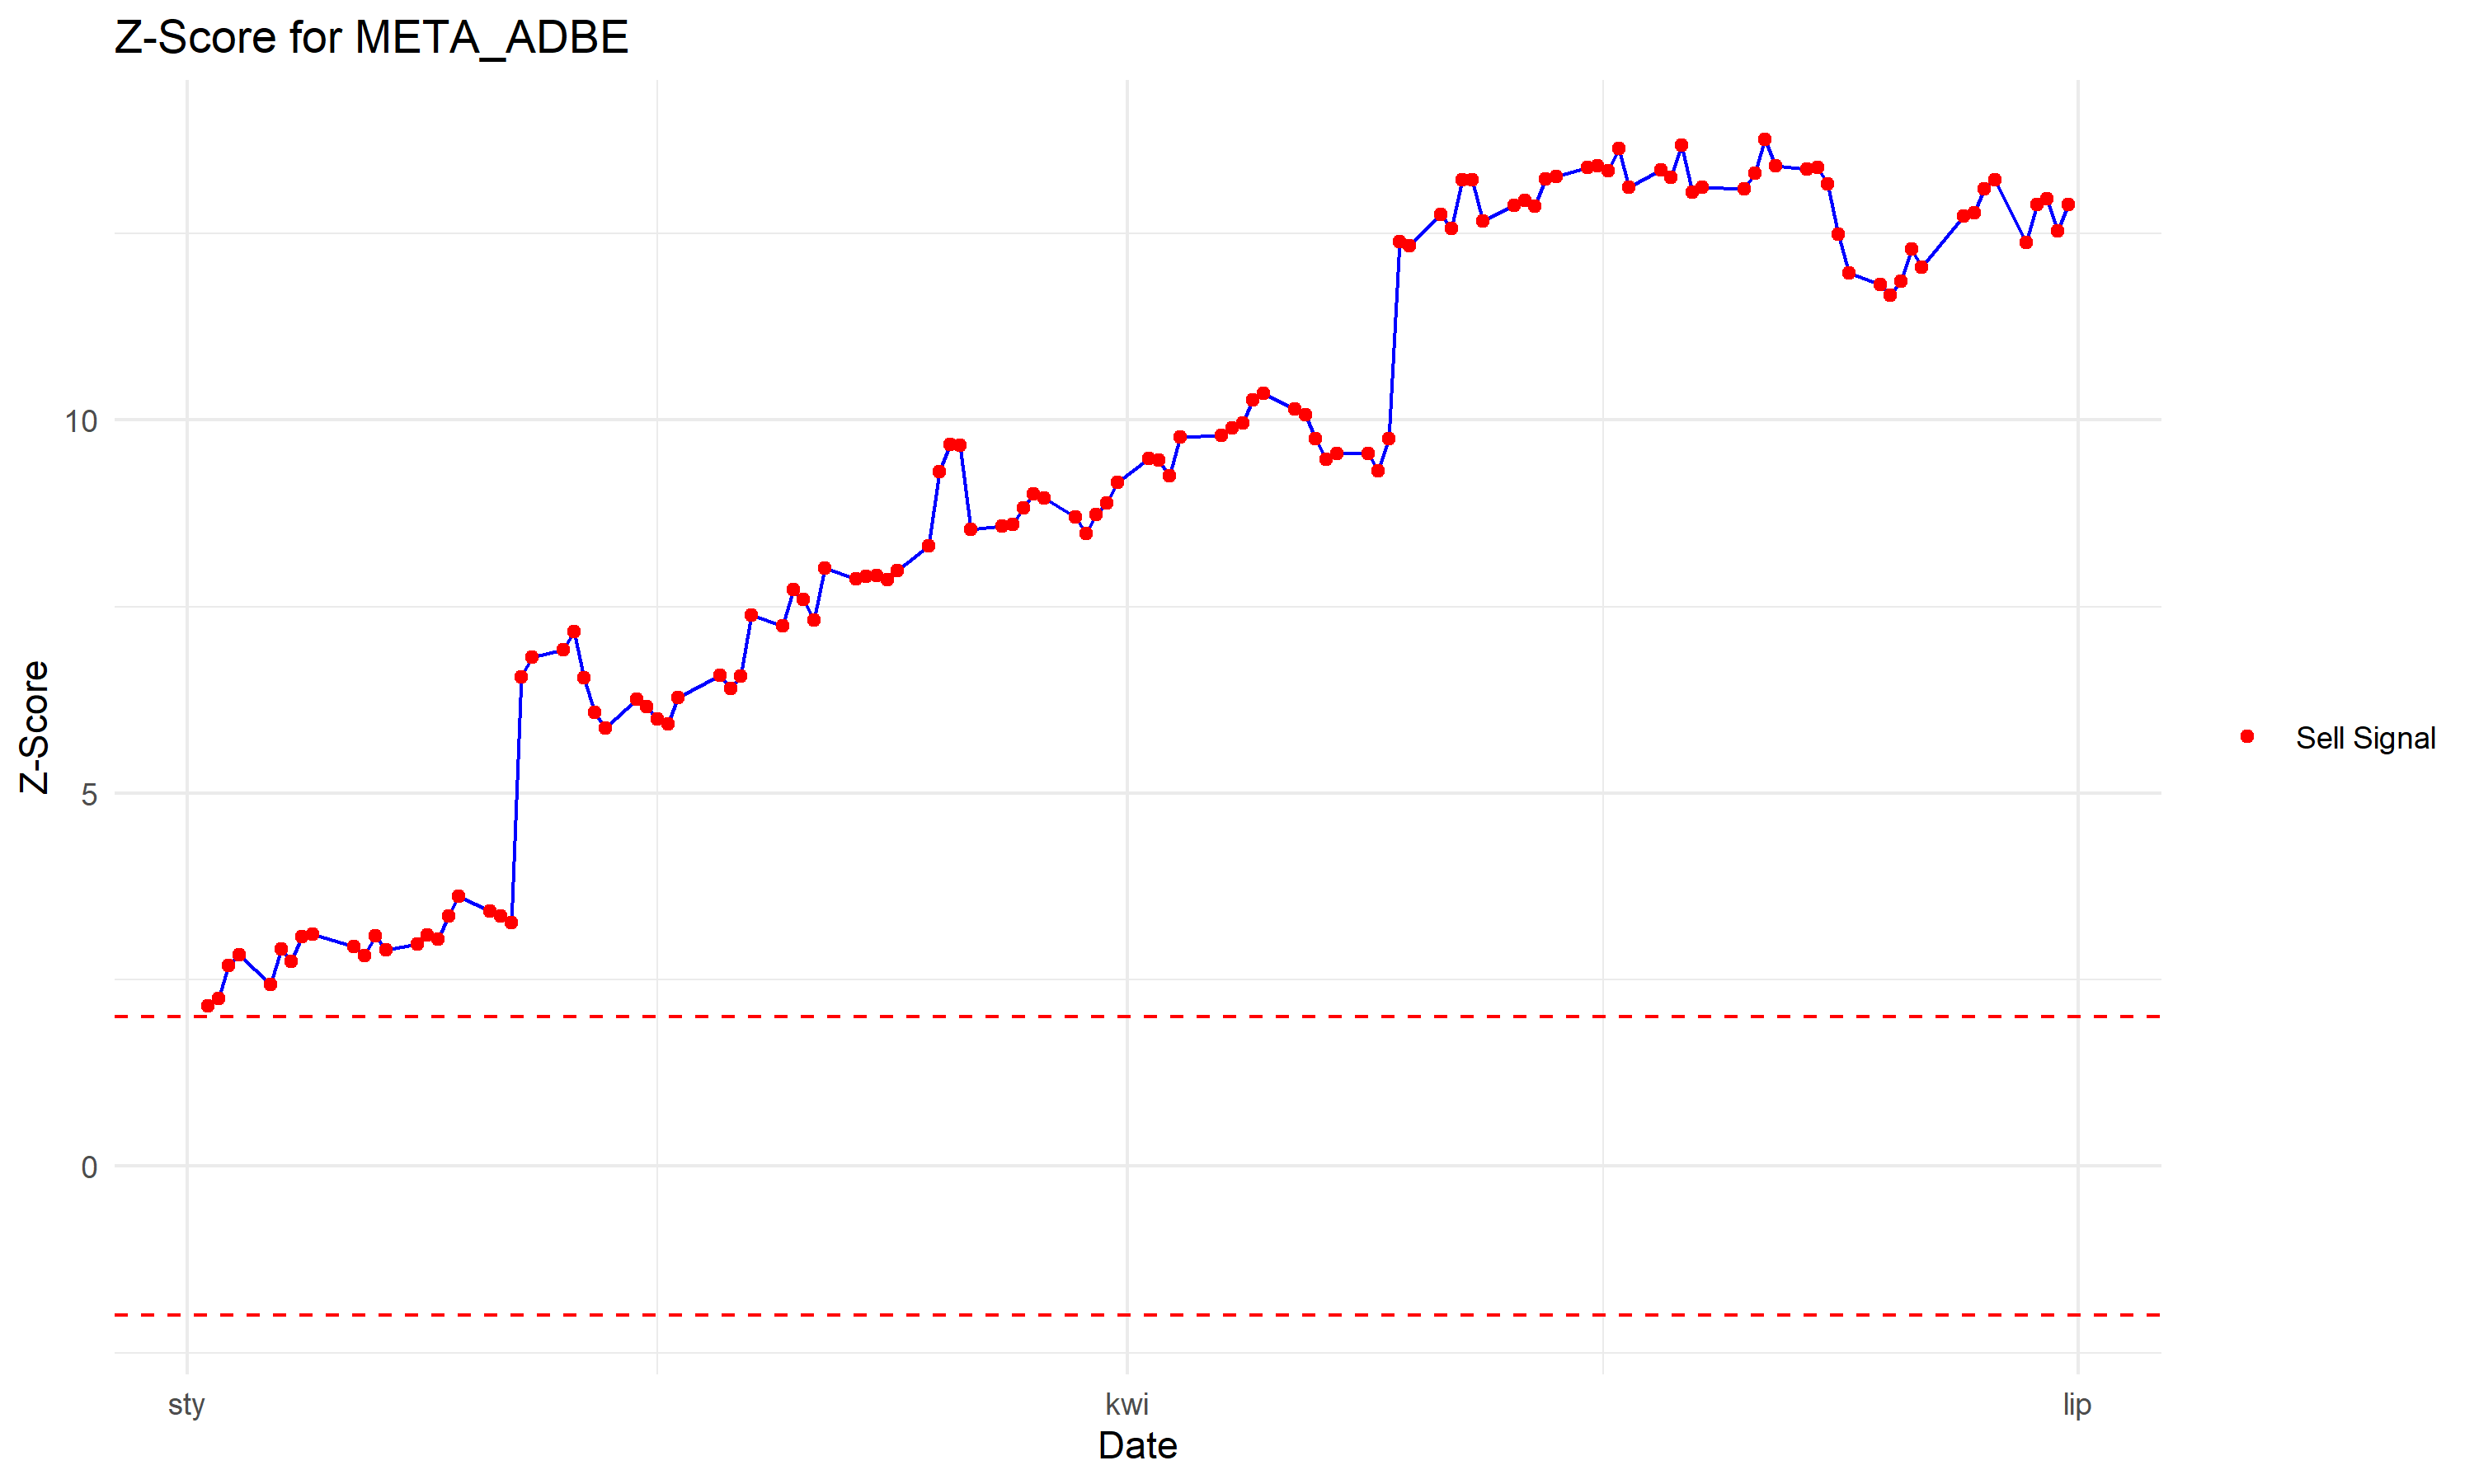 Z-Score for META_ADBE
Z-Score
10
5
0
sty
kwi
lip
Date
Sell Signal